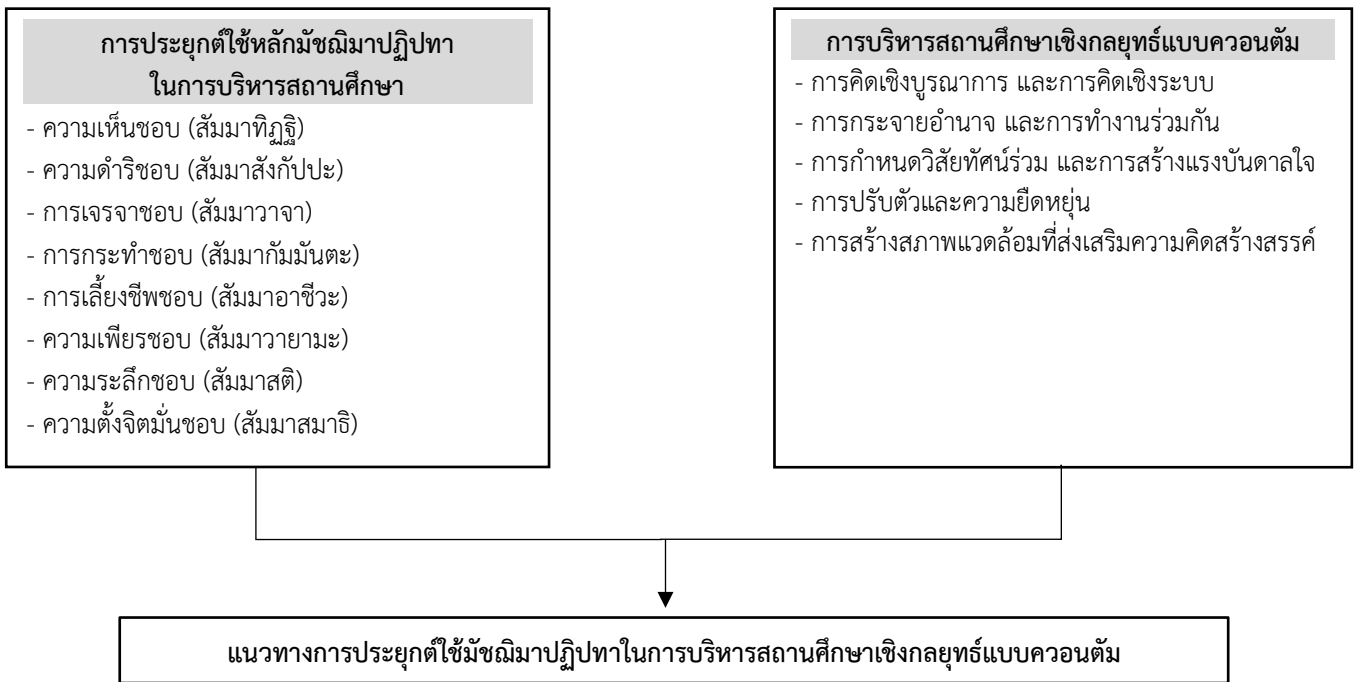 การประยุกต์ใช้หลักมัชฌิมาปฏิปทา
ในการบริหารสถานศึกษา
- ความเห็นชอบ (สัมมาทิฏฐิ)
- ความดำริชอบ (สัมมาสังกัปปะ)
- การเจรจาชอบ (สัมมาวาจา)
- การกระทำชอบ (สัมมากัมมันตะ)
- การเลี้ยงชีพชอบ (สัมมาอาชีวะ)
- ความเพียรชอบ (สัมมาวายามะ)
- ความระลึกชอบ (สัมมาสติ)
- ความตั้งจิตมั่นชอบ (สัมมาสมาธิ)
การบริหารสถานศึกษาเชิงกลยุทธ์แบบควอนตัม
- การคิดเชิงบูรณาการ และการคิดเชิงระบบ
- การกระจายอำนาจ และการทำงานร่วมกัน
- การกำหนดวิสัยทัศน์ร่วม และการสร้างแรงบันดาลใจ
- การปรับตัวและความยืดหยุ่น
- การสร้างสภาพแวดล้อมที่ส่งเสริมความคิดสร้างสรรค์
แนวทางการประยุกต์ใช้มัชฌิมาปฏิปทาในการบริหารสถานศึกษาเชิงกลยุทธ์แบบควอนตัม